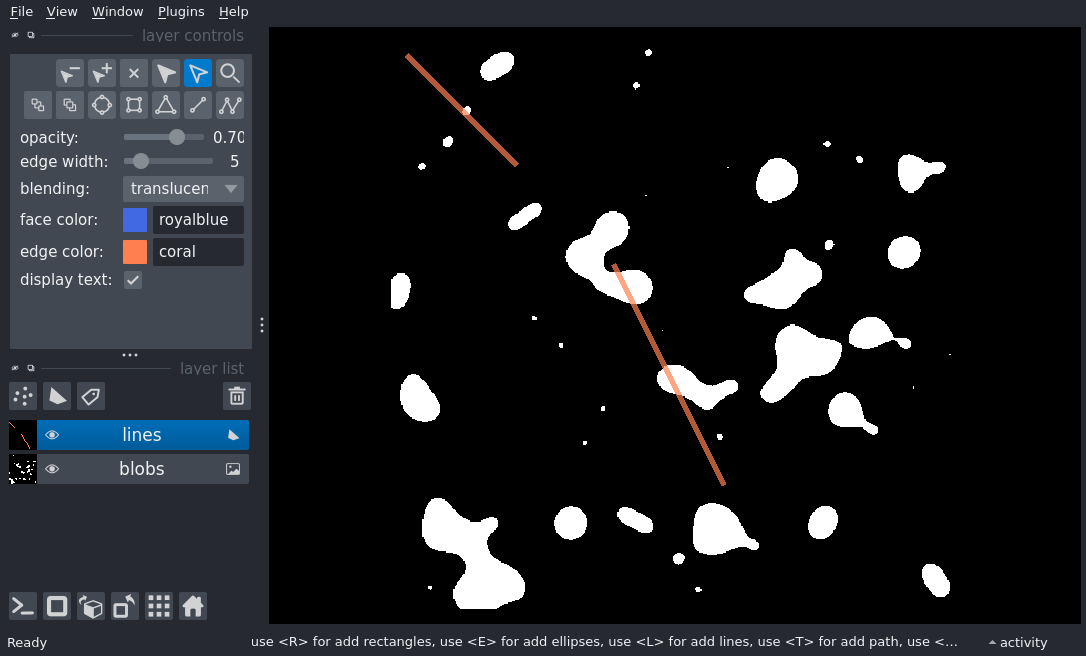 File View Window Plugins Help
layer controls
opacity: 0.70
edge width: 5
blending: translucen
face color: royalblue
edge color: coral
display text:
layer list
lines
blobs
Ready use <R> for add rectangles, use <E> for add ellipses, use <L> for add lines, use <T> for add path, use <... activity